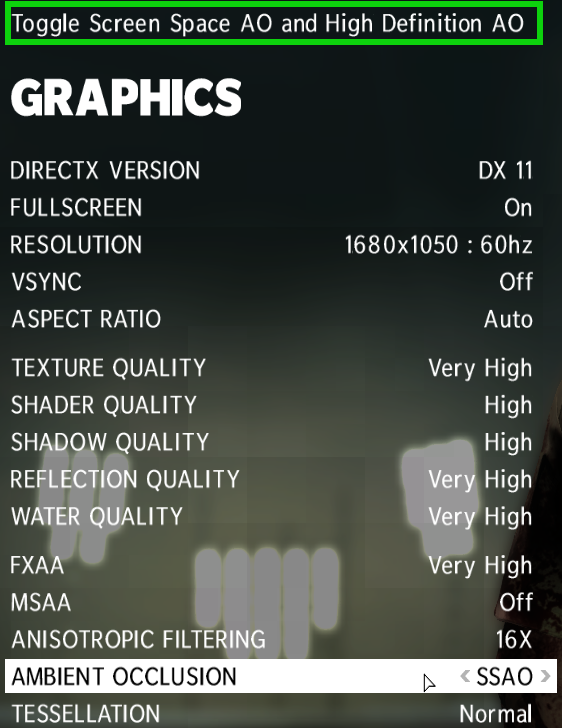 Toggle Screen Space AO and High Definition AO
GRAPHICS
DIRECTX VERSION DX 11
FULLSCREEN On
RESOLUTION 1680x1050 : 60hz
VSYNC Off
ASPECT RATIO Auto
TEXTURE QUALITY Very High
SHADER QUALITY High
SHADOW QUALITY High
REFLECTION QUALITY Very High
WATER QUALITY Very High
FXAA Very High
MSAA Off
ANISOTROPIC FILTERING 16X
AMBIENT OCCLUSION < SSAO >
TESSELLATION Normal